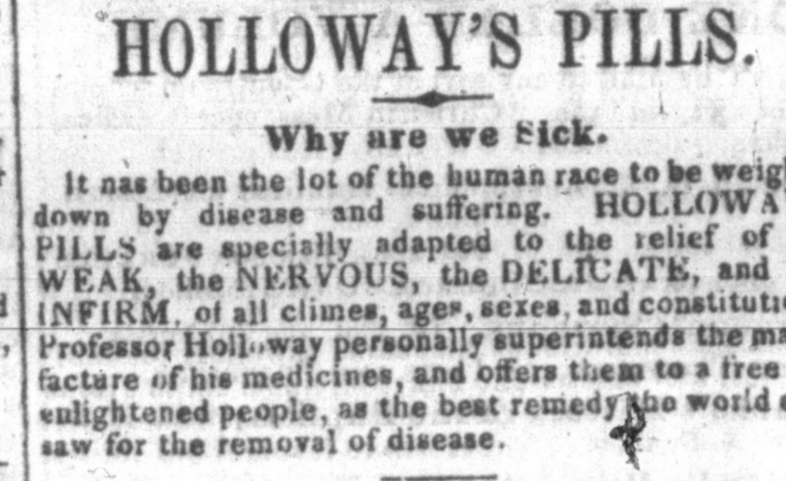 HOLLOWAY'S PILLS.
Why are we Sick.
It has been the lot of the human race to be weigh
down by disease and suffering. HOLLOWA
PILLS are specially adapted to the relief of
WEAK, the NERVOUS, the DELICATE, and
INFIRM, of all climes, ages, sexes, and constituti
Professor Holloway personally superintends the ma
facture of his medicines, and offers them to a free
enlightened people, as the best remedy the world e
saw for the removal of disease.